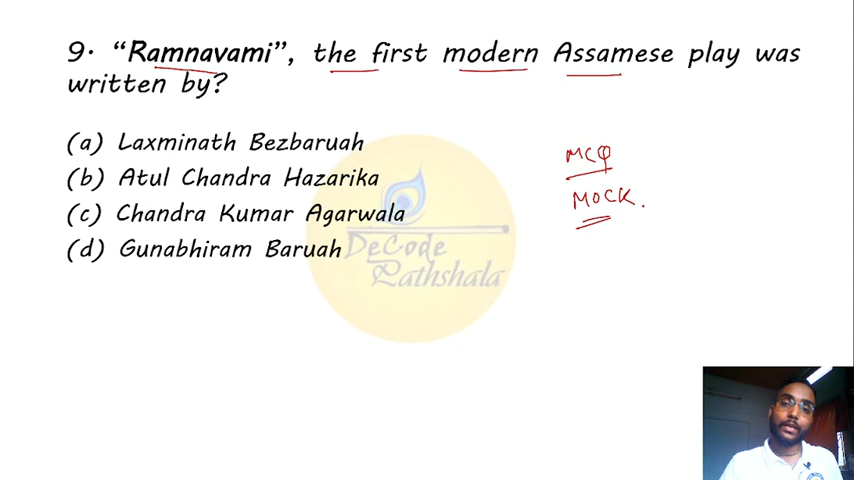 9. “Ramnavami”, the first modern Assamese play was
written by?
(a) Laxminath Bezbaruah
(b) Atul Chandra Hazarika
(c) Chandra Kumar Agarwala
(d) Gunabhiram Baruah
MCQ
MOCK.
DeCode
Pathshala